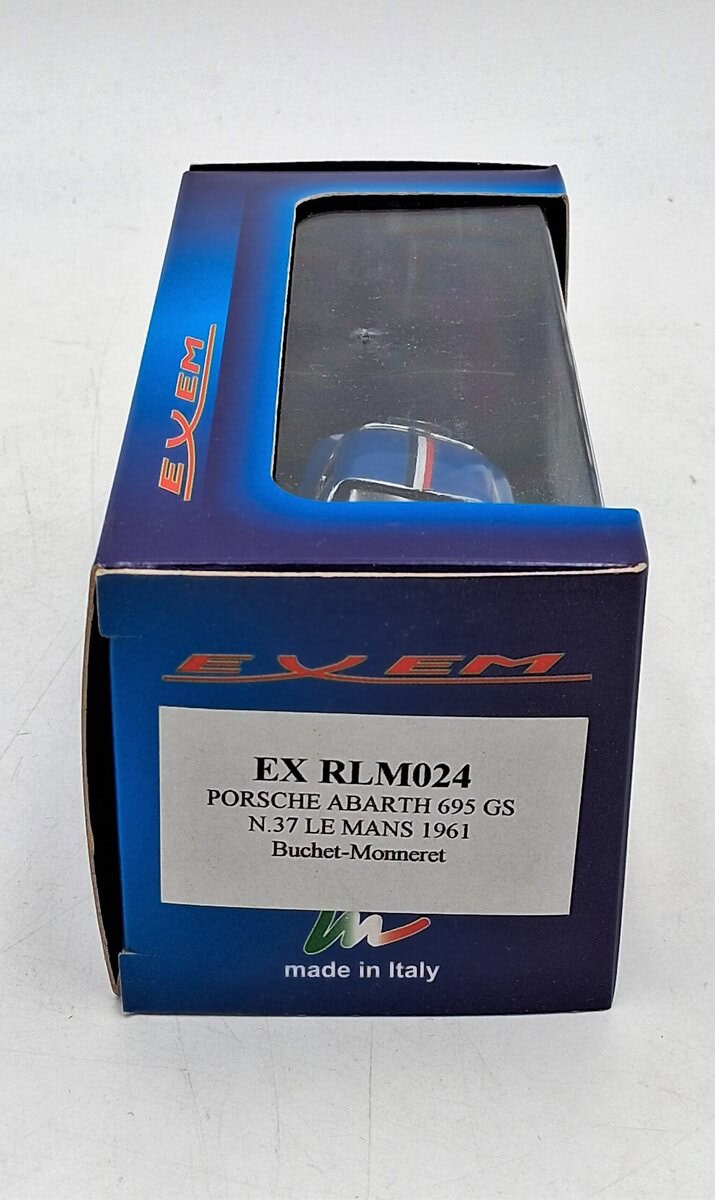 EXEM
EXEM
EX RLM024
PORSCHE ABARTH 695 GS
N.37 LE MANS 1961
Buchet-Monneret
made in Italy